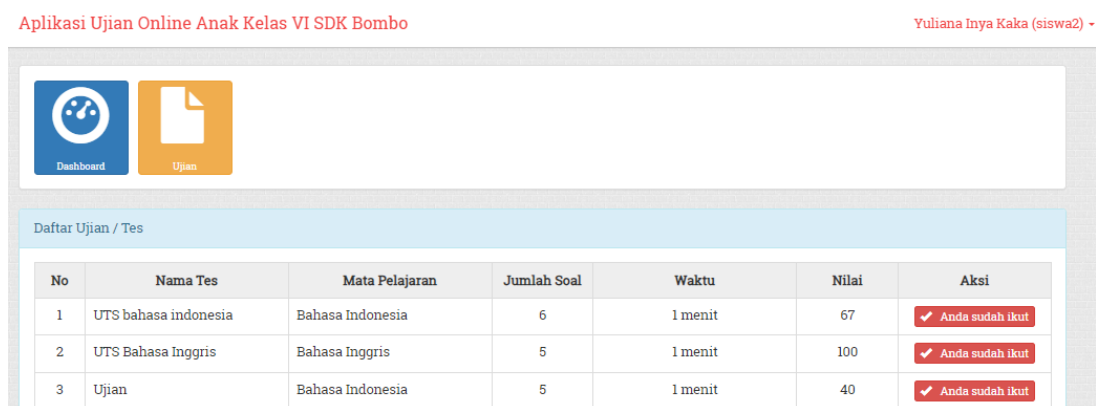 Aplikasi Ujian Online Anak Kelas VI SDK Bombo
Yuliana Inya Kaka (siswa2)
Dashboard
Ujian
Daftar Ujian / Tes
No Nama Tes Mata Pelajaran Jumlah Soal Waktu Nilai Aksi
1 UTS bahasa indonesia Bahasa Indonesia 6 1 menit 67 Anda sudah ikut
2 UTS Bahasa Inggris Bahasa Inggris 5 1 menit 100 Anda sudah ikut
3 Ujian Bahasa Indonesia 5 1 menit 40 Anda sudah ikut